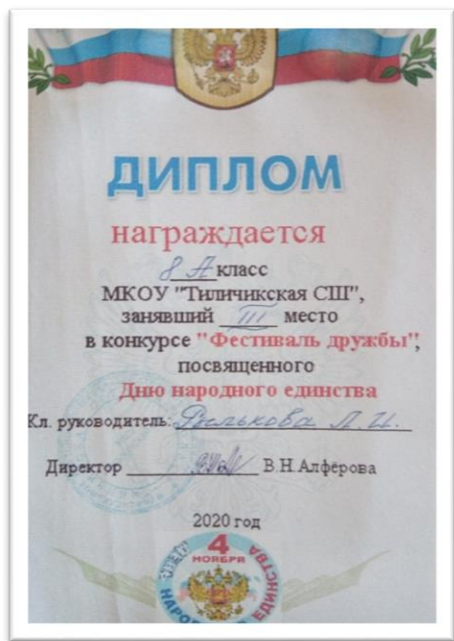 ДИПЛОМ
награждается
8 А класс
МКОУ "Тиличикская СШ",
занявший III место
в конкурсе "Фестиваль дружбы",
посвященного
Дню народного единства
Кл. руководитель: Л. И.
Директор В.Н.Алферова
2020 год
4
НОЯБРЯ
ЕДИНСТВА